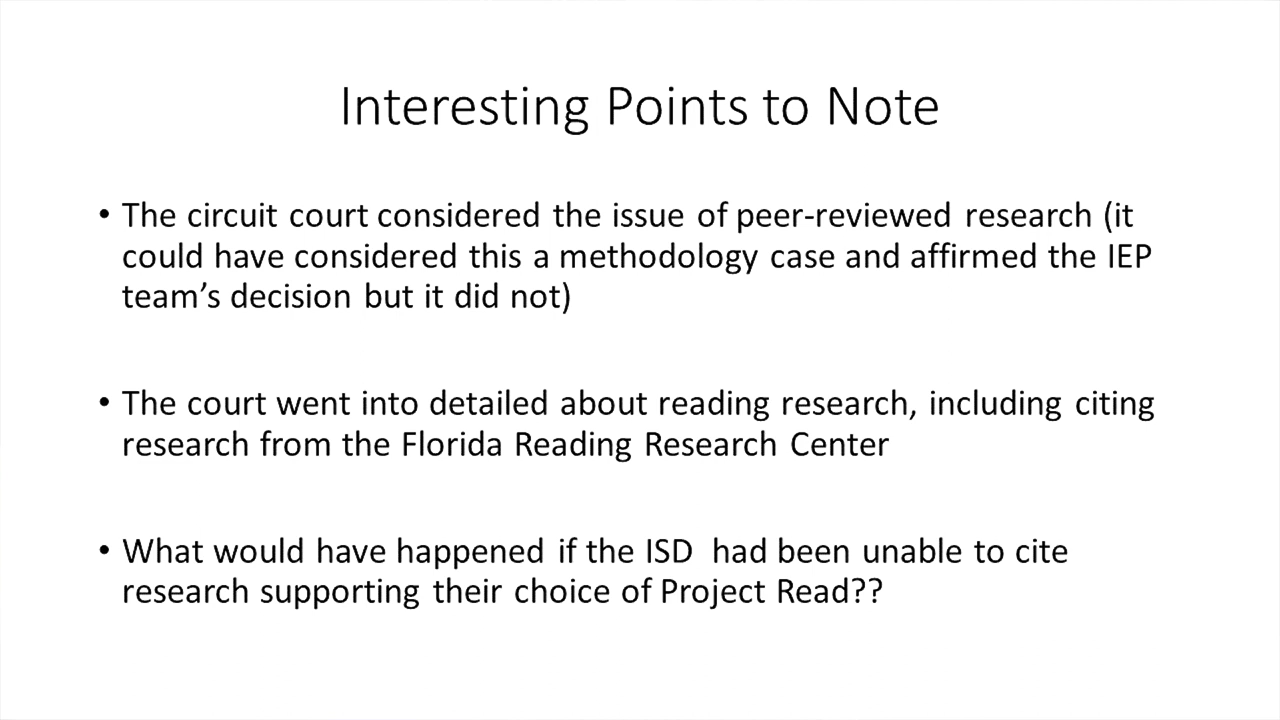 Interesting Points to Note
• The circuit court considered the issue of peer-reviewed research (it
could have considered this a methodology case and affirmed the IEP
team’s decision but it did not)
• The court went into detailed about reading research, including citing
research from the Florida Reading Research Center
• What would have happened if the ISD  had been unable to cite
research supporting their choice of Project Read??